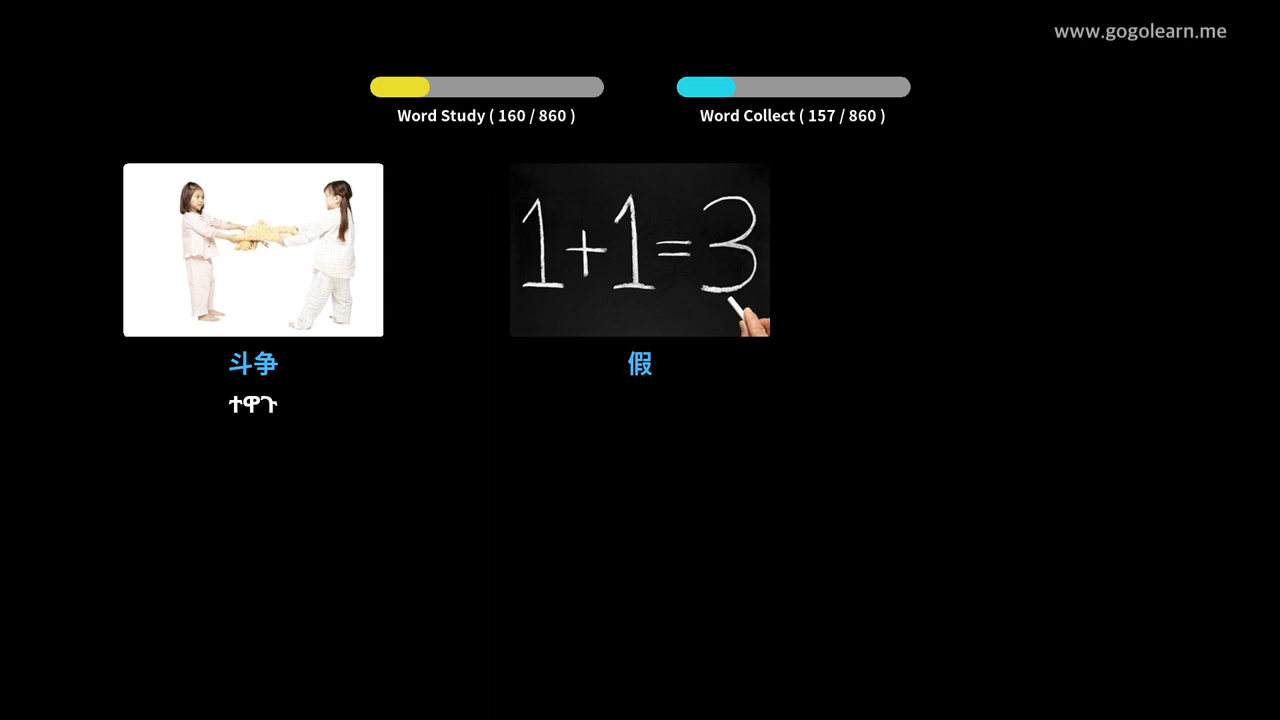 www.gogolearn.me
Word Study ( 160 / 860 )
Word Collect ( 157 / 860 )
1+1=3
斗争
假
ተዋጉ